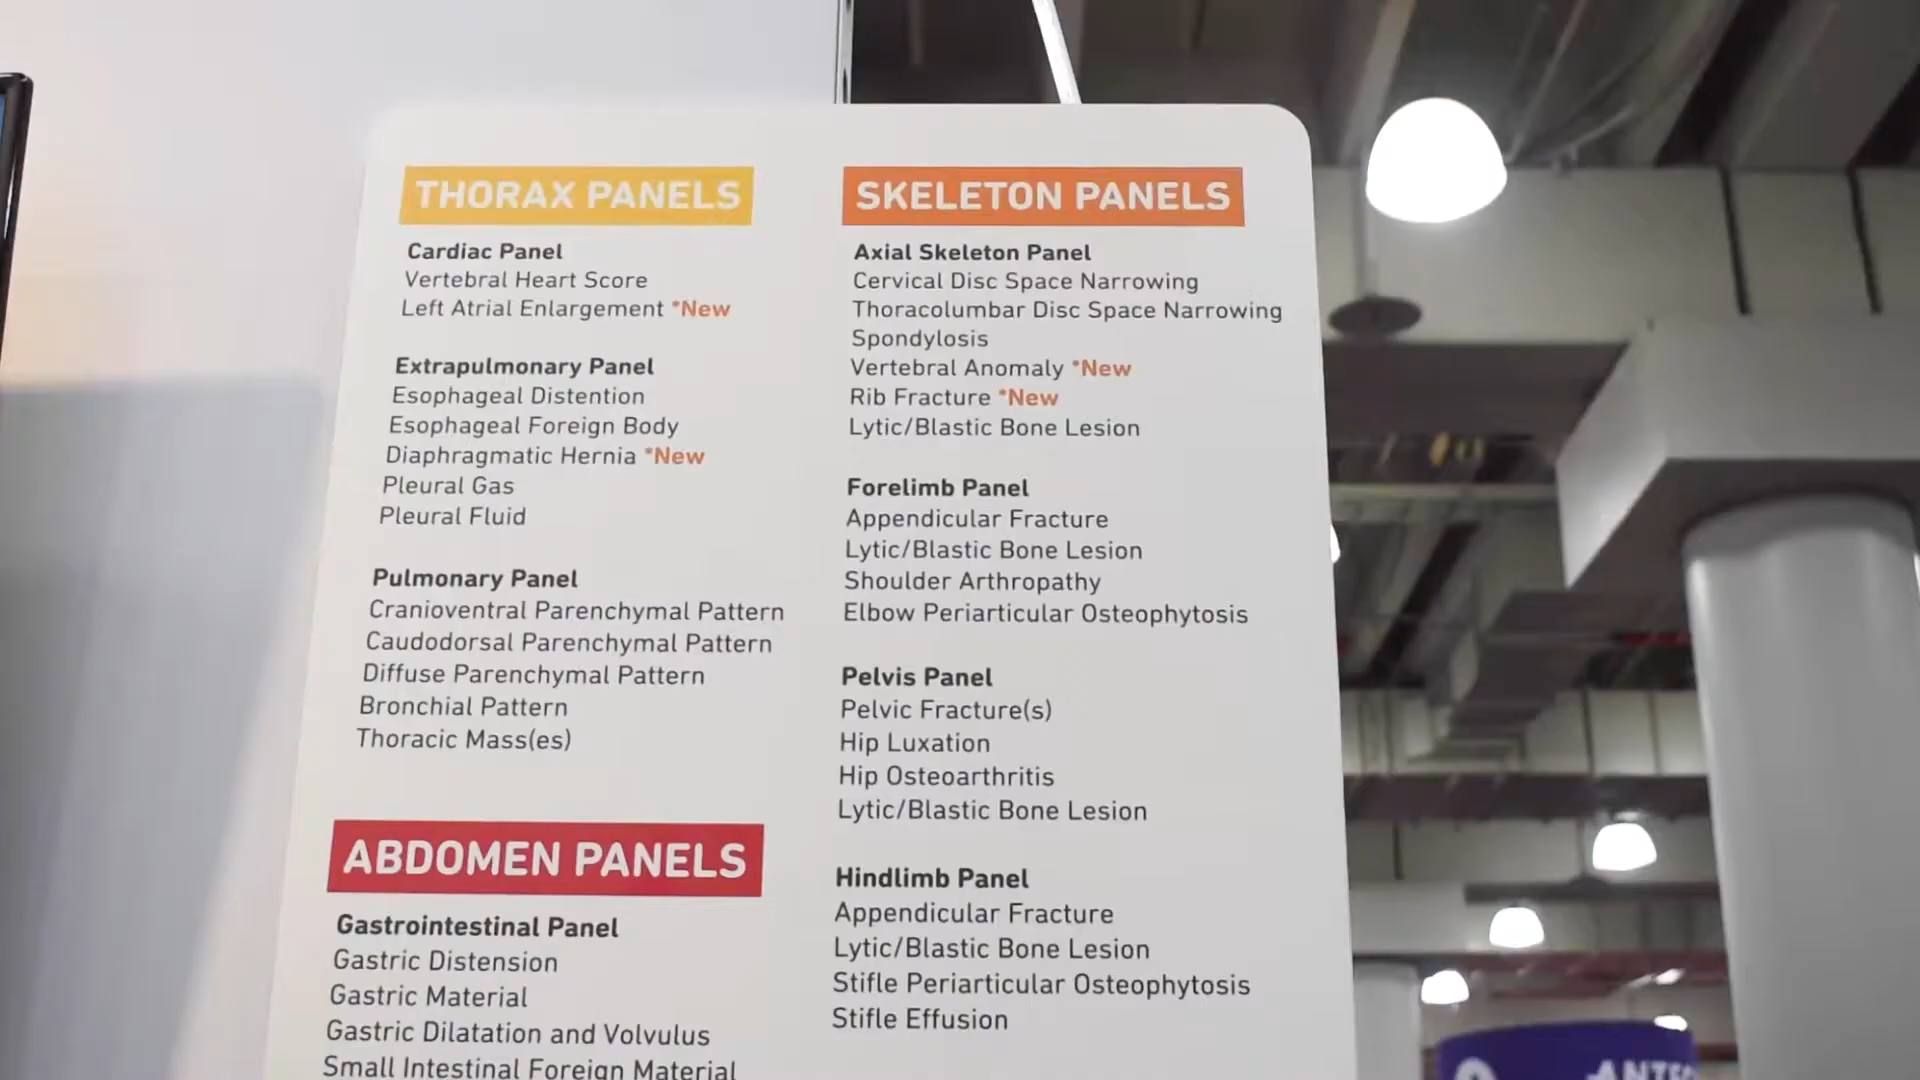 THORAX PANELS
Cardiac Panel
Vertebral Heart Score
Left Atrial Enlargement *New
Extrapulmonary Panel
Esophageal Distention
Esophageal Foreign Body
Diaphragmatic Hernia *New
Pleural Gas
Pleural Fluid
Pulmonary Panel
Cranioventral Parenchymal Pattern
Caudodorsal Parenchymal Pattern
Diffuse Parenchymal Pattern
Bronchial Pattern
Thoracic Mass(es)
ABDOMEN PANELS
Gastrointestinal Panel
Gastric Distension
Gastric Material
Gastric Dilatation and Volvulus
Small Intestinal Foreign Material
SKELETON PANELS
Axial Skeleton Panel
Cervical Disc Space Narrowing
Thoracolumbar Disc Space Narrowing
Spondylosis
Vertebral Anomaly *New
Rib Fracture *New
Lytic/Blastic Bone Lesion
Forelimb Panel
Appendicular Fracture
Lytic/Blastic Bone Lesion
Shoulder Arthropathy
Elbow Periarticular Osteophytosis
Pelvis Panel
Pelvic Fracture(s)
Hip Luxation
Hip Osteoarthritis
Lytic/Blastic Bone Lesion
Hindlimb Panel
Appendicular Fracture
Lytic/Blastic Bone Lesion
Stifle Periarticular Osteophytosis
Stifle Effusion